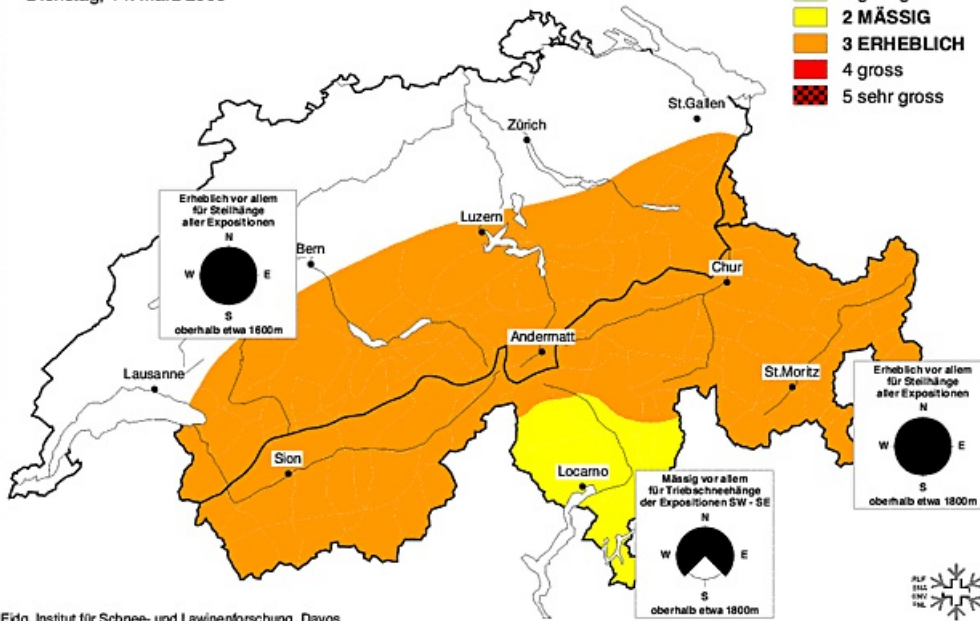 2 MÄSSIG
3 ERHEBLICH
4 gross
5 sehr gross
St.Gallen
Zürich
Erheblich vor allem
für Steilhänge
aller Expositionen
N
W E
S
oberhalb etwa 1600m
Luzern
Bern
Chur
Andermatt
Lausanne
St.Moritz
Erheblich vor allem
für Steilhänge
aller Expositionen
N
W E
S
oberhalb etwa 1800m
Sion
Locarno
Mässig vor allem
für Triebschneehänge
der Expositionen SW - SE
N
W E
S
oberhalb etwa 1800m
SLF
Eidg. Institut für Schnee- und Lawinenforschung, Davos